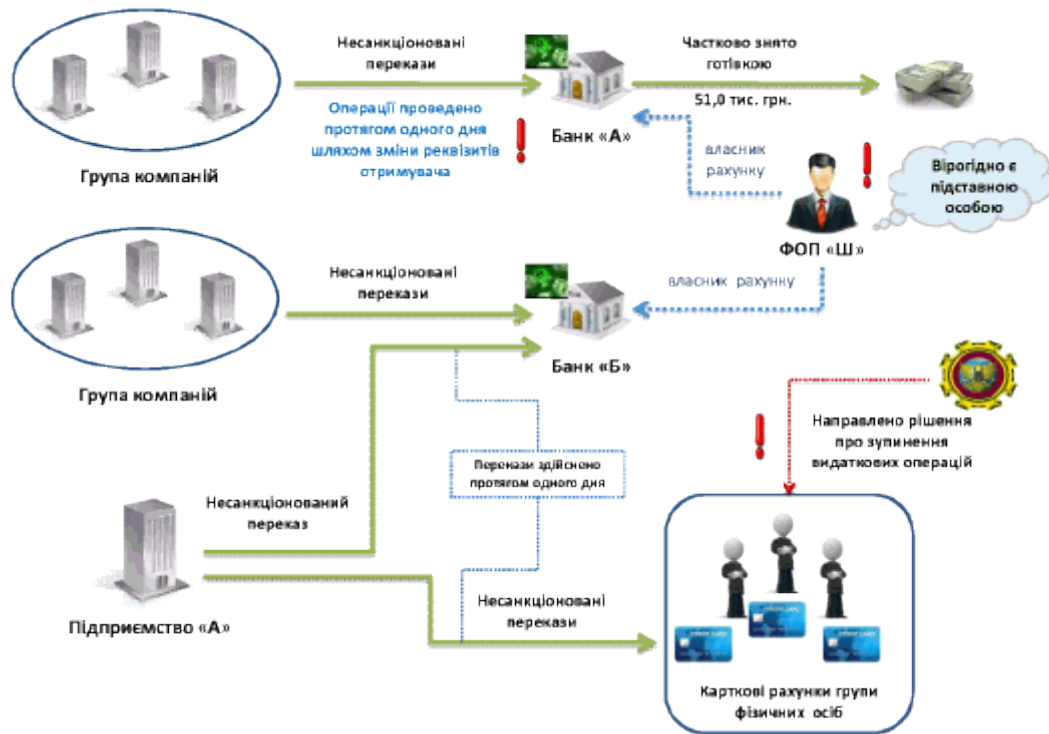 Несанкціоновані
перекази
Операції проведено
протягом одного дня
шляхом зміни реквізитів
отримувача
Група компаній
Банк «А»
Частково знято
готівкою
51,0 тис. грн.
власник
рахунку
Вірогідно є
підставною
особою
ФОП «Ш»
Несанкціоновані
перекази
власник рахунку
Банк «Б»
Група компаній
Направлено рішення
про зупинення
видаткових операцій
Перекази здійснено
протягом одного дня
Несанкціонований
переказ
Підприємство «А»
Несанкціоновані
перекази
Карткові рахунки групи
фізичних осіб